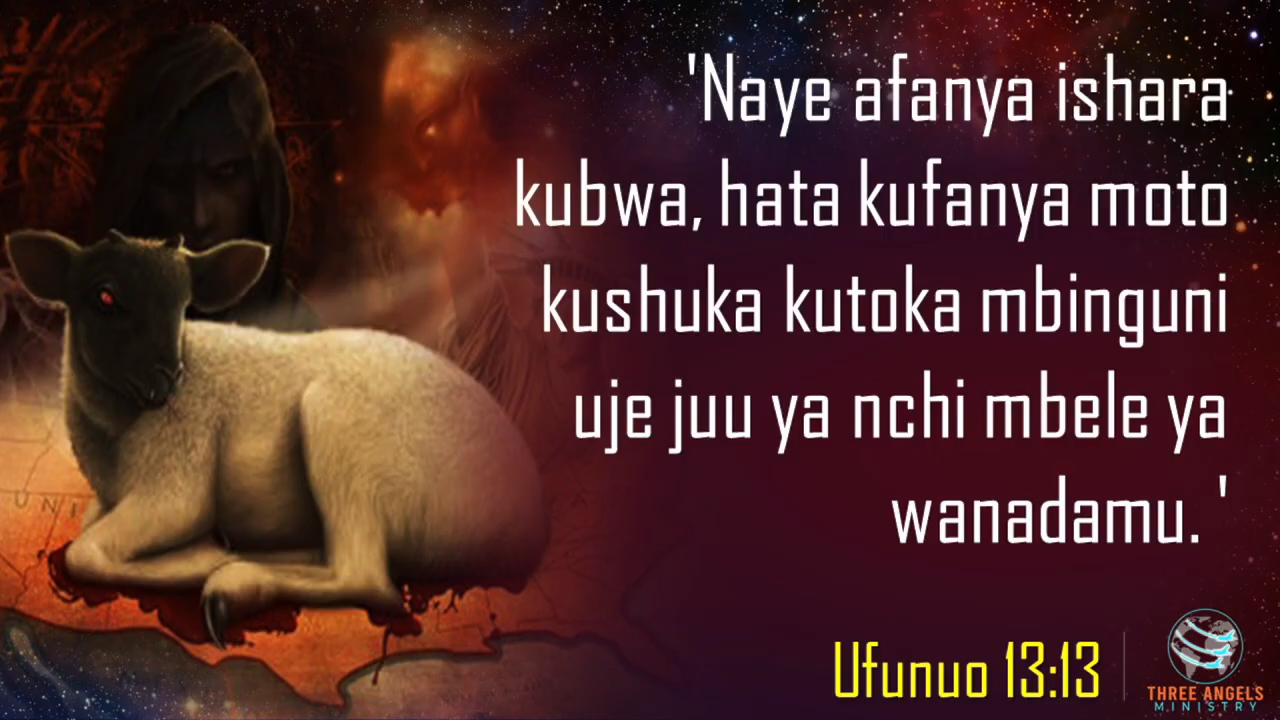 'Naye afanya ishara
kubwa, hata kufanya moto
kushuka kutoka mbinguni
uje juu ya nchi mbele ya
wanadamu. '
UNI
Ufunuo 13:13
THREE ANGELS
MINISTRY